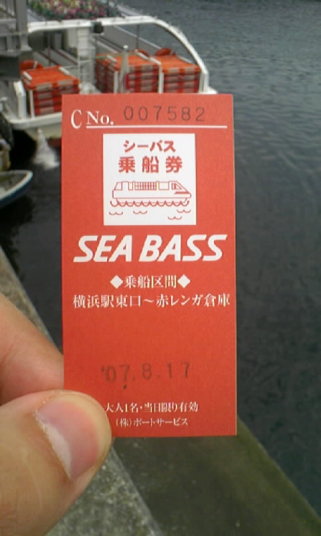 C No. 007582
シーバス
乗船券
SEA BASS
◆乗船区間◆
横浜駅東口～赤レンガ倉庫
'07.8.17
大人1名・当日限り有効
(株)ポートサービス